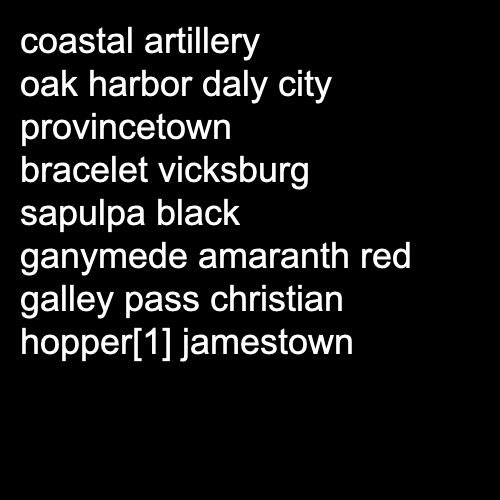 coastal artillery
oak harbor daly city
provincetown
bracelet vicksburg
sapulpa black
ganymede amaranth red
galley pass christian
hopper[1] jamestown